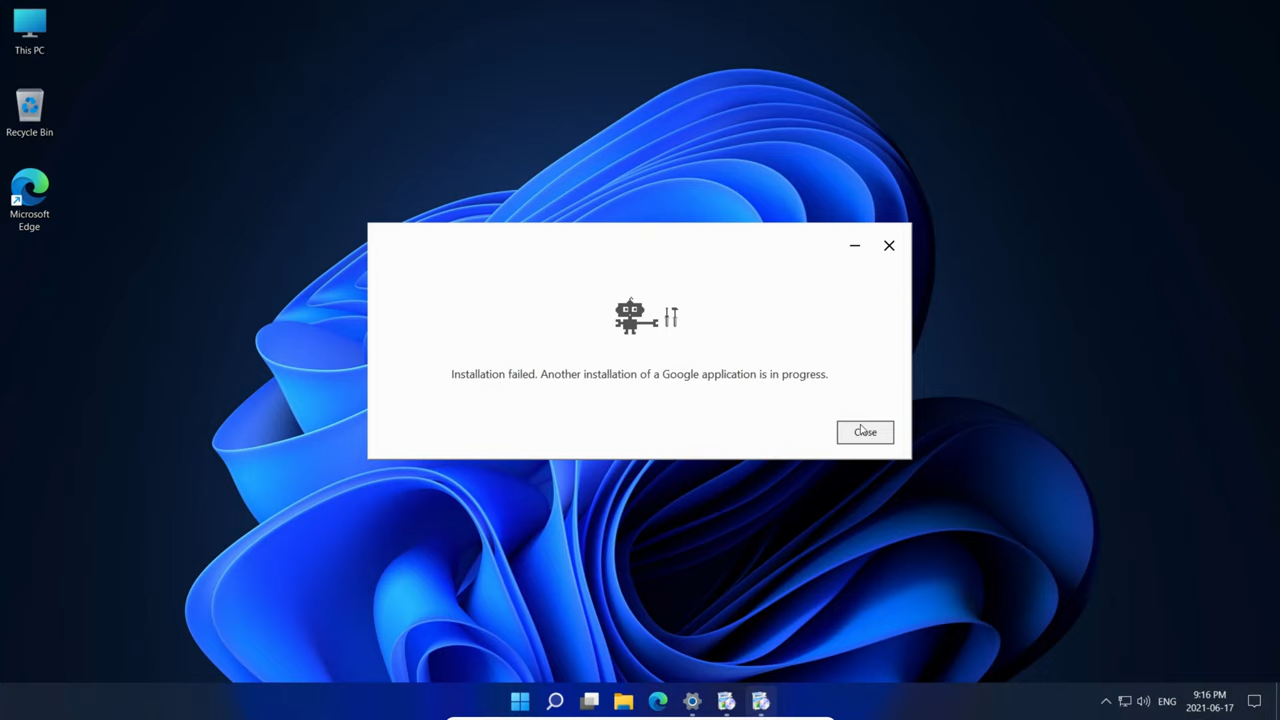 This PC
Recycle Bin
Microsoft
Edge
Installation failed. Another installation of a Google application is in progress.
Close
ENG
9:16 PM
2021-06-17